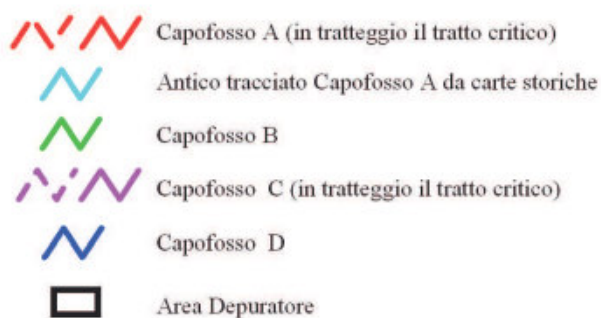 Capofosso A (in tratteggio il tratto critico)
Antico tracciato Capofosso A da carte storiche
Capofosso B
Capofosso C (in tratteggio il tratto critico)
Capofosso D
Area Depuratore